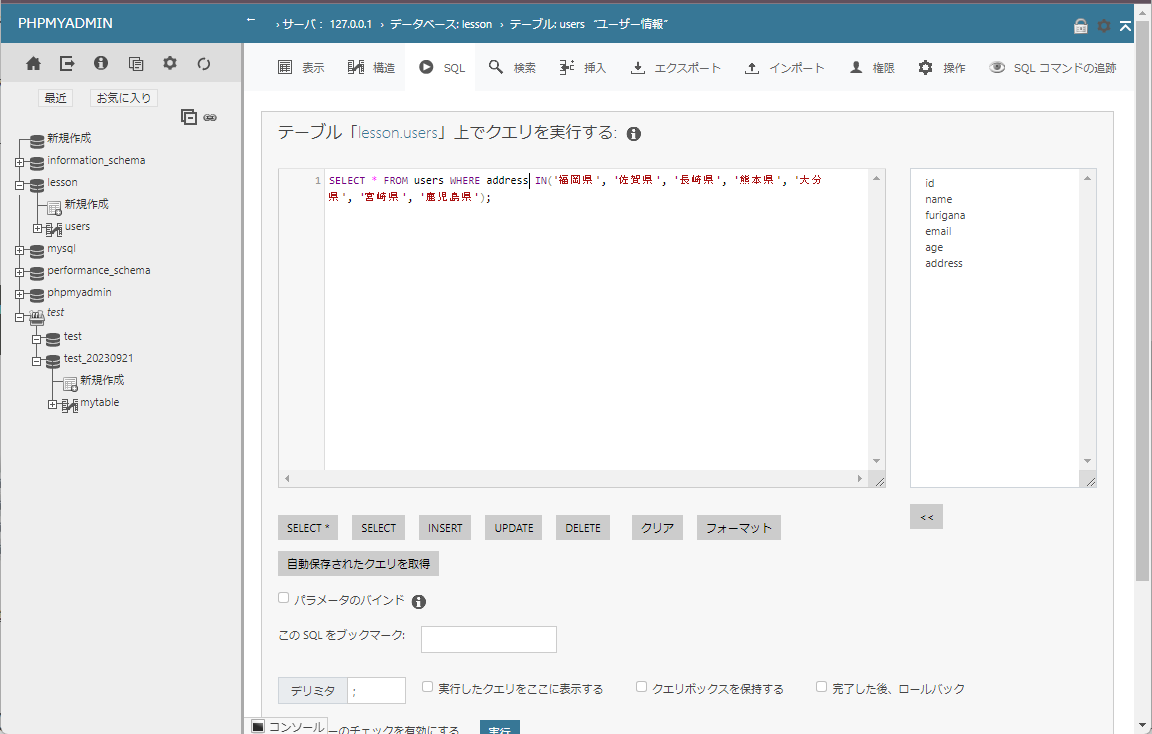 PHPMYADMIN
← › サーバ : 127.0.0.1 › データベース: lesson › テーブル: users "ユーザー情報"
表示 構造 SQL 検索 挿入 エクスポート インポート 権限 操作 SQL コマンドの追跡
最近 お気に入り
新規作成
information_schema
lesson
新規作成
users
mysql
performance_schema
phpmyadmin
test
test
test_20230921
新規作成
mytable
テーブル「lesson.users」上でクエリを実行する:
1 SELECT * FROM users WHERE address IN('福岡県', '佐賀県', '長崎県', '熊本県', '大分
県', '宮崎県', '鹿児島県');
id
name
furigana
email
age
address
<<
SELECT * SELECT INSERT UPDATE DELETE クリア フォーマット
自動保存されたクエリを取得
パラメータのバインド
この SQL をブックマーク:
デリミタ ; 実行したクエリをここに表示する クエリボックスを保持する 完了した後、ロールバック
コンソール ーのチェックを有効にする 実行